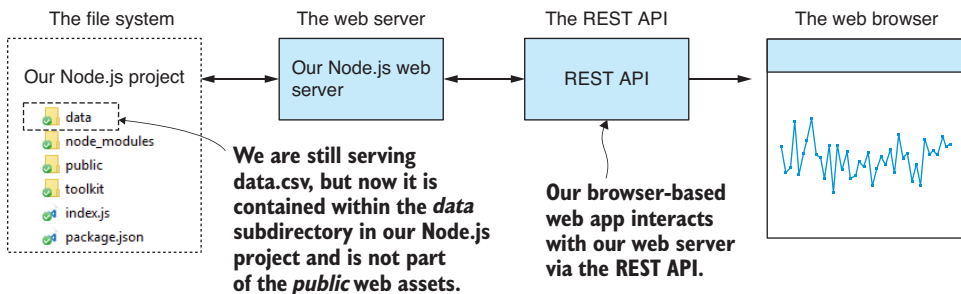 The file system
The web server
The REST API
The web browser
Our Node.js project
data
node_modules
public
toolkit
index.js
package.json
Our Node.js web
server
REST API
We are still serving
data.csv, but now it is
contained within the data
subdirectory in our Node.js
project and is not part
of the public web assets.
Our browser-based
web app interacts
with our web server
via the REST API.